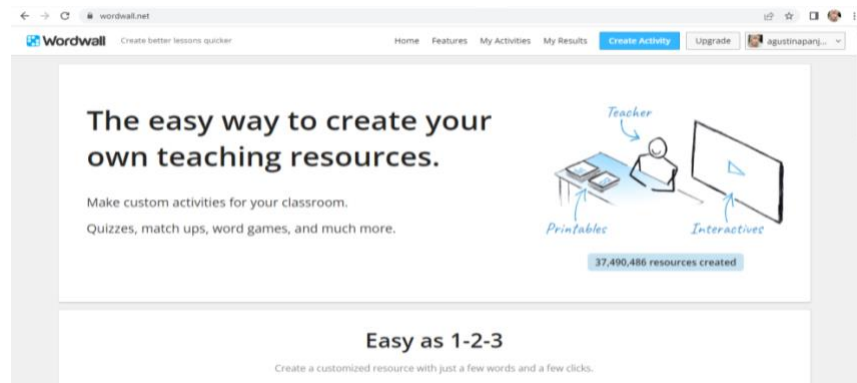 wordwall.net
Wordwall Create better lessons quicker Home Features My Activities My Results Create Activity Upgrade agustinapanj...
The easy way to create your
own teaching resources.
Make custom activities for your classroom.
Quizzes, match ups, word games, and much more.
Teacher
Printables
Interactives
37,490,486 resources created
Easy as 1-2-3
Create a customized resource with just a few words and a few clicks.